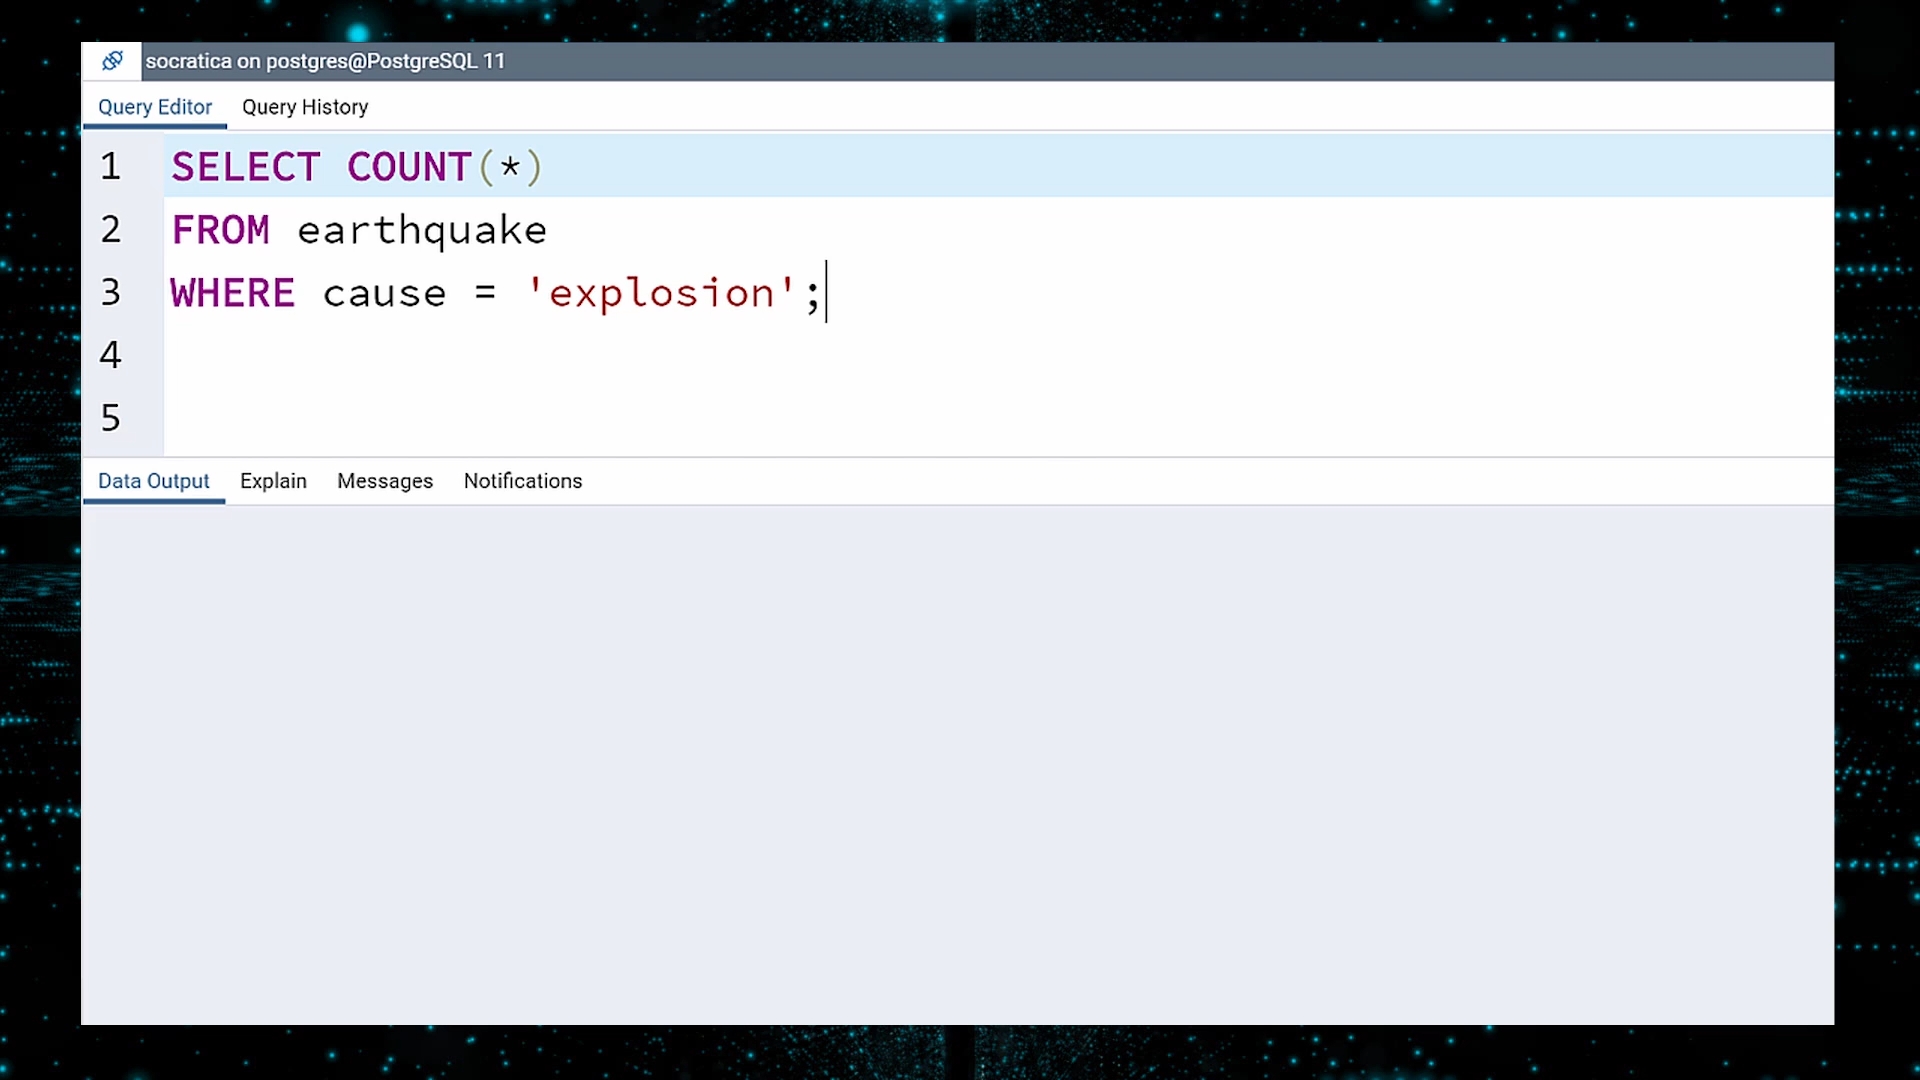 socratica on postgres@PostgreSQL 11
Query Editor Query History
1 SELECT COUNT(*)
2 FROM earthquake
3 WHERE cause = 'explosion';
4
5
Data Output Explain Messages Notifications